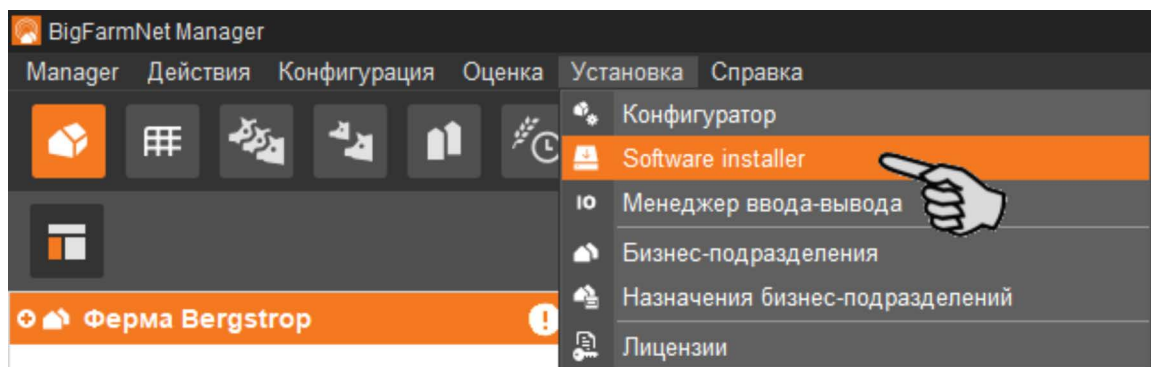 BigFarmNet Manager
Manager Действия Конфигурация Оценка Установка Справка
Конфигуратор
Software installer
IO Менеджер ввода-вывода
Бизнес-подразделения
Назначения бизнес-подразделений
Ферма Bergstrop
Лицензии